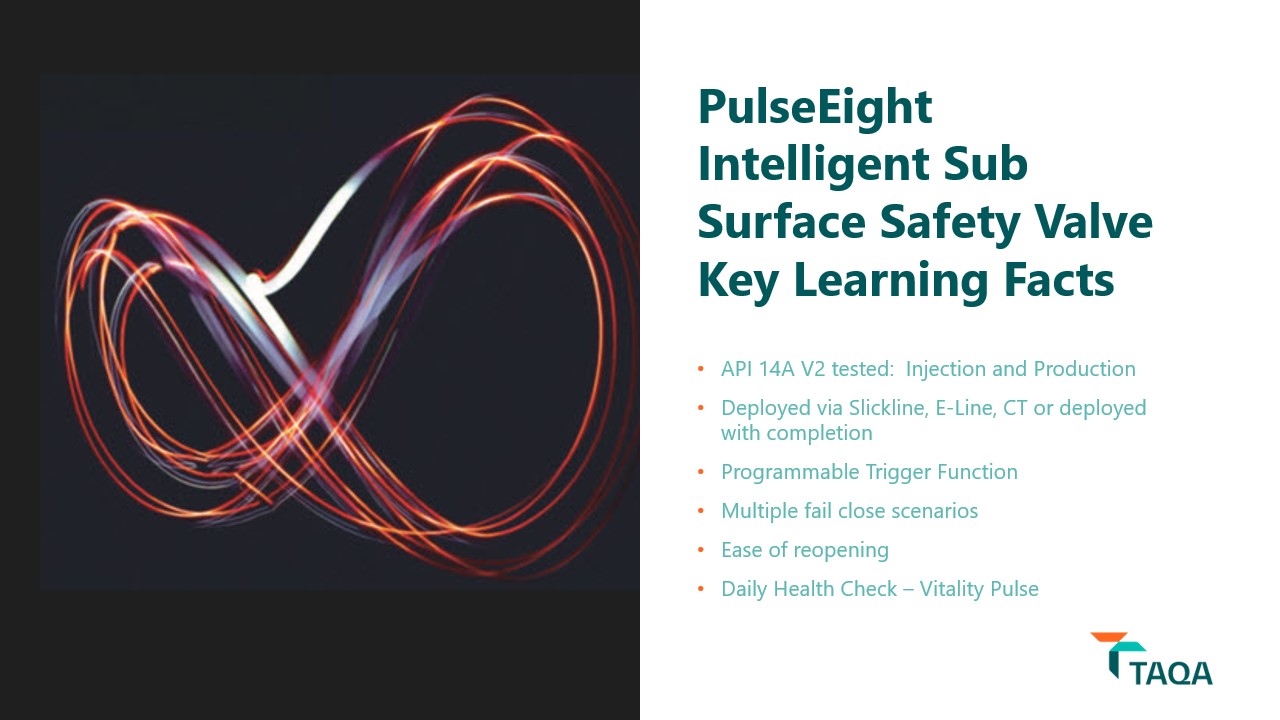 PulseEight
Intelligent Sub
Surface Safety Valve
Key Learning Facts
• API 14A V2 tested:  Injection and Production
• Deployed via Slickline, E-Line, CT or deployed
with completion
• Programmable Trigger Function
• Multiple fail close scenarios
• Ease of reopening
• Daily Health Check – Vitality Pulse
TAQA